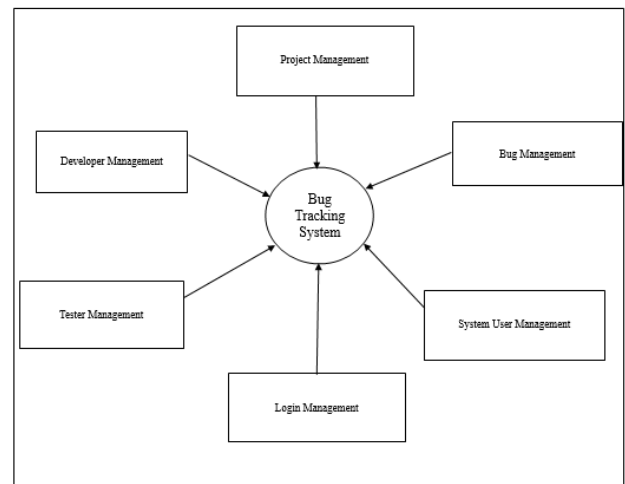 Project Management
Developer Management
Bug Management
Bug
Tracking
System
Tester Management
System User Management
Login Management